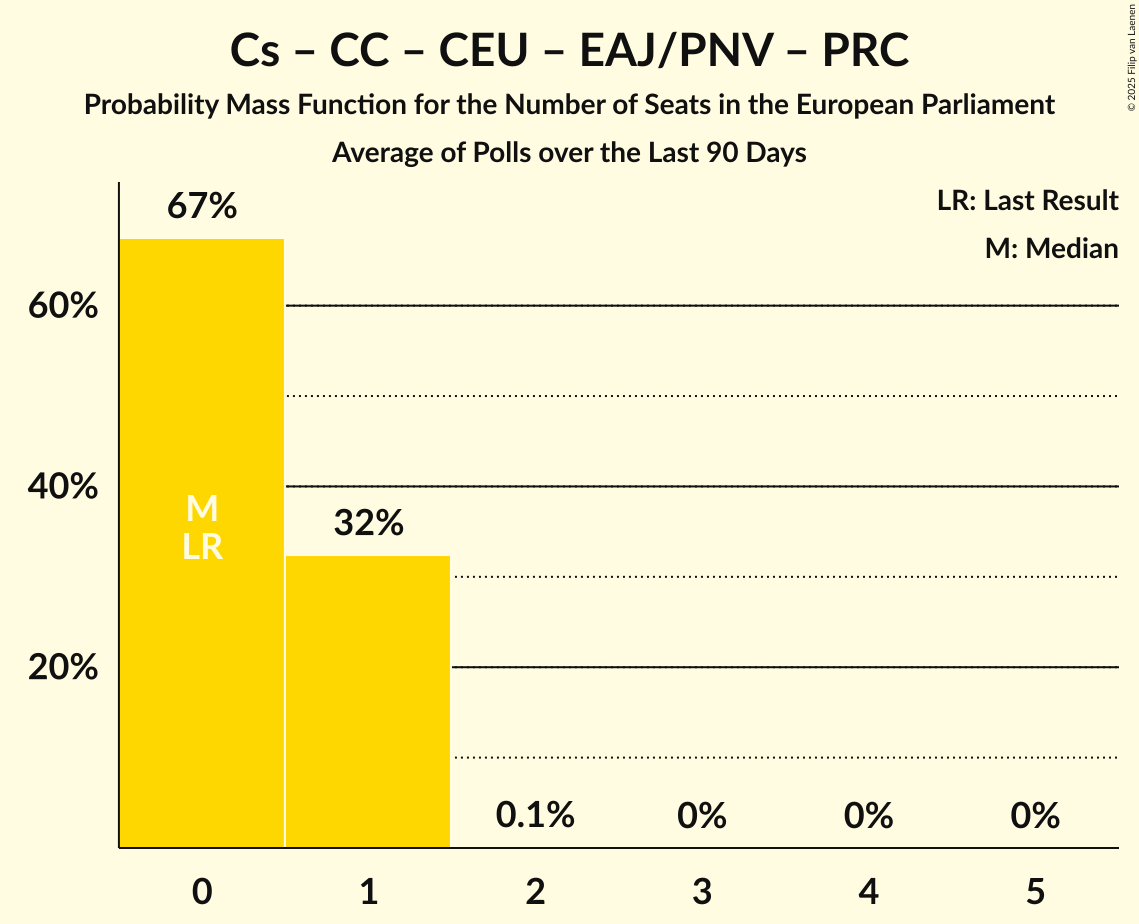 Cs – CC – CEU – EAJ/PNV – PRC
Probability Mass Function for the Number of Seats in the European Parliament
Average of Polls over the Last 90 Days
© 2025 Filip van Laenen
LR: Last Result
M: Median
67%
60%
40%
20%
M
LR
32%
0.1%
0%
0%
0%
0
1
2
3
4
5